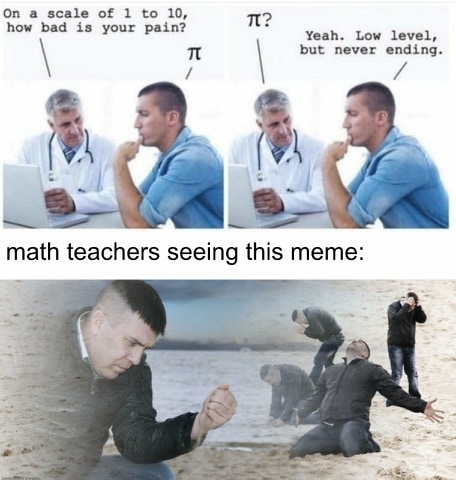 On a scale of 1 to 10,
how bad is your pain?
π
π?
Yeah. Low level,
but never ending.
math teachers seeing this meme: